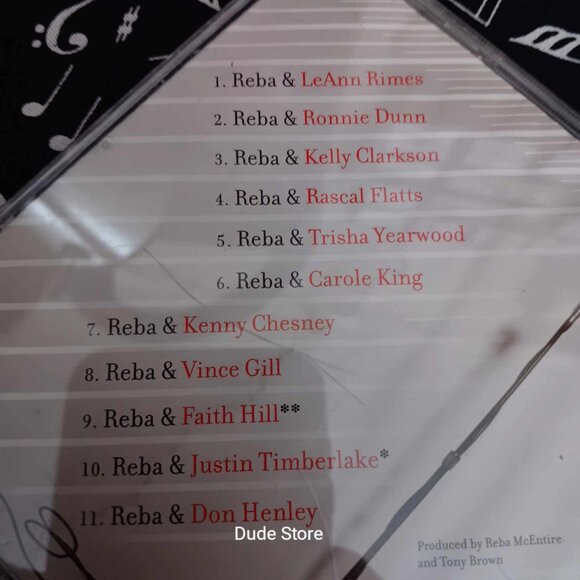 1. Reba & LeAnn Rimes
2. Reba & Ronnie Dunn
3. Reba & Kelly Clarkson
4. Reba & Rascal Flatts
5. Reba & Trisha Yearwood
6. Reba & Carole King
7. Reba & Kenny Chesney
8. Reba & Vince Gill
9. Reba & Faith Hill**
10. Reba & Justin Timberlake*
11. Reba & Don Henley
Dude Store
Produced by Reba McEntire
and Tony Brown